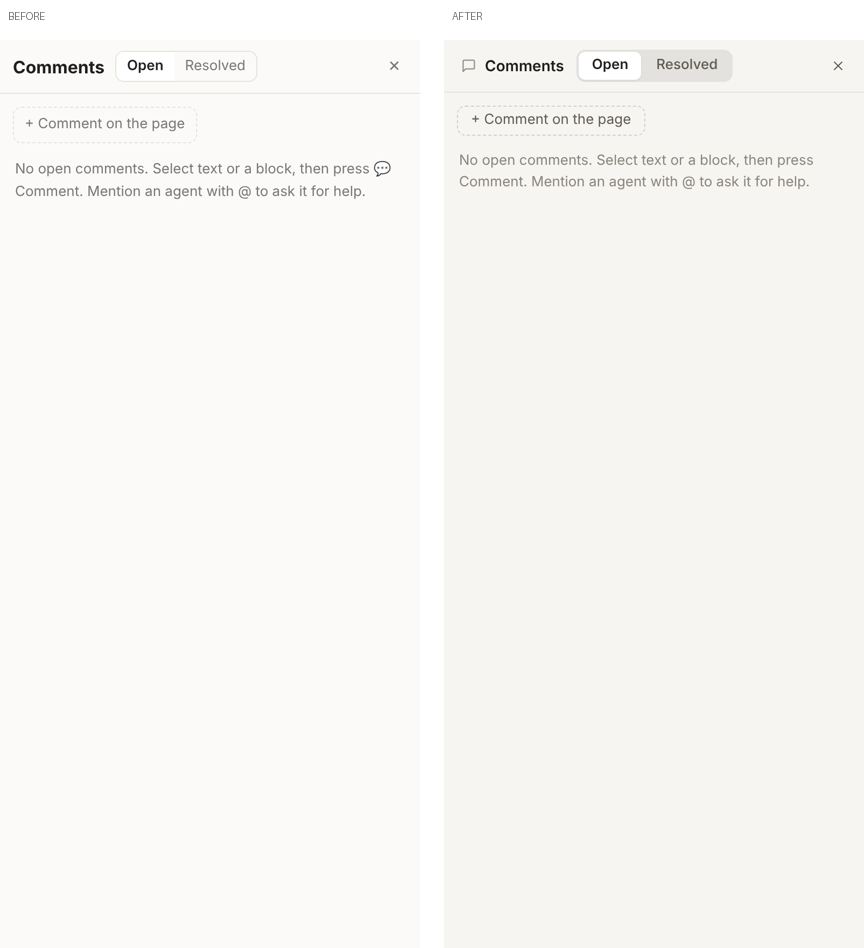 BEFORE
Comments Open Resolved ×
+ Comment on the page
No open comments. Select text or a block, then press 💬
Comment. Mention an agent with @ to ask it for help.
AFTER
Comments Open Resolved ×
+ Comment on the page
No open comments. Select text or a block, then press
Comment. Mention an agent with @ to ask it for help.